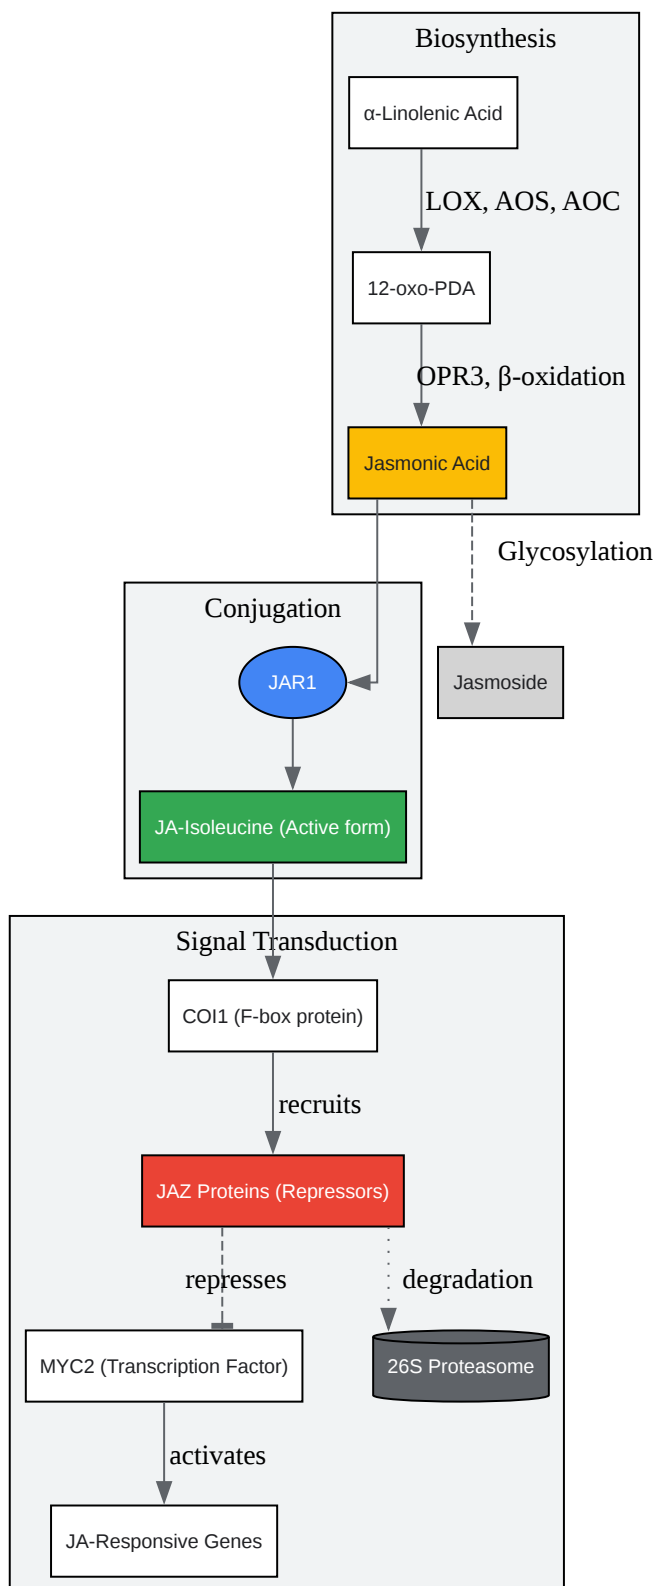 Biosynthesis
α-Linolenic Acid
LOX, AOS, AOC
12-oxo-PDA
OPR3, β-oxidation
Jasmonic Acid
Glycosylation
Conjugation
JAR1
Jasmoside
JA-Isoleucine (Active form)
Signal Transduction
COI1 (F-box protein)
recruits
JAZ Proteins (Repressors)
represses
degradation
MYC2 (Transcription Factor)
26S Proteasome
activates
JA-Responsive Genes